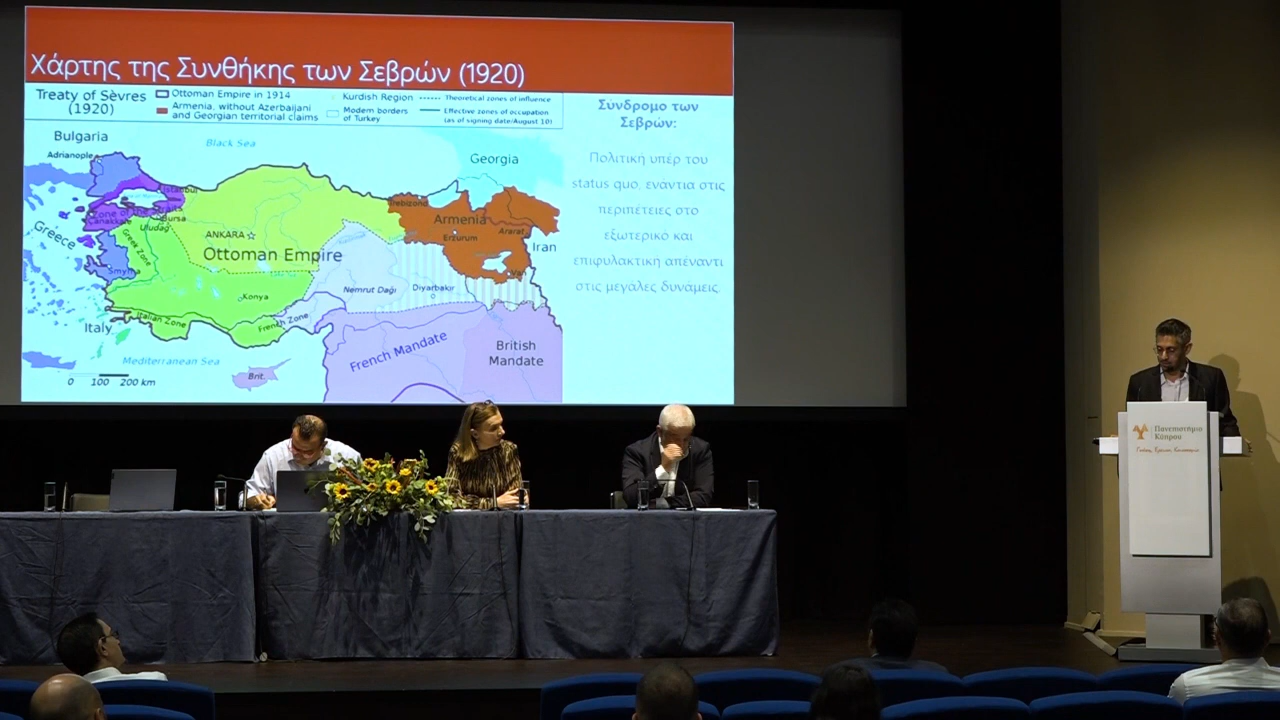 Χάρτης της Συνθήκης των Σεβρών (1920)
Treaty of Sèvres
(1920)
Ottoman Empire in 1914
Armenia, without Azerbaijani
and Georgian territorial claims
Kurdish Region
Modern borders
of Turkey
Theoretical zones of influence
Effective zones of occupation
(as of signing date/August 10)
Σύνδρομο των
Σεβρών:
Πολιτική υπέρ του
status quo, ενάντια στις
περιπέτειες στο
εξωτερικό και
επιφυλακτική απέναντι
στις μεγάλες δυνάμεις.
Bulgaria
Black Sea
Adrianople
Georgia
Istanbul
Trebizond
Zone of the Straits
Çanakkale
Bursa
Uludağ
Armenia
Ararat
Greece
ANKARA
Erzurum
Iran
Greek Zone
Ottoman Empire
Smyrna
Van
Nemrut Dağı
Diyarbakır
Konya
Italian Zone
French Zone
Italy
French Mandate
British
Mandate
Mediterranean Sea
Brit.
0 100 200 km
Πανεπιστήμιο
Κύπρου